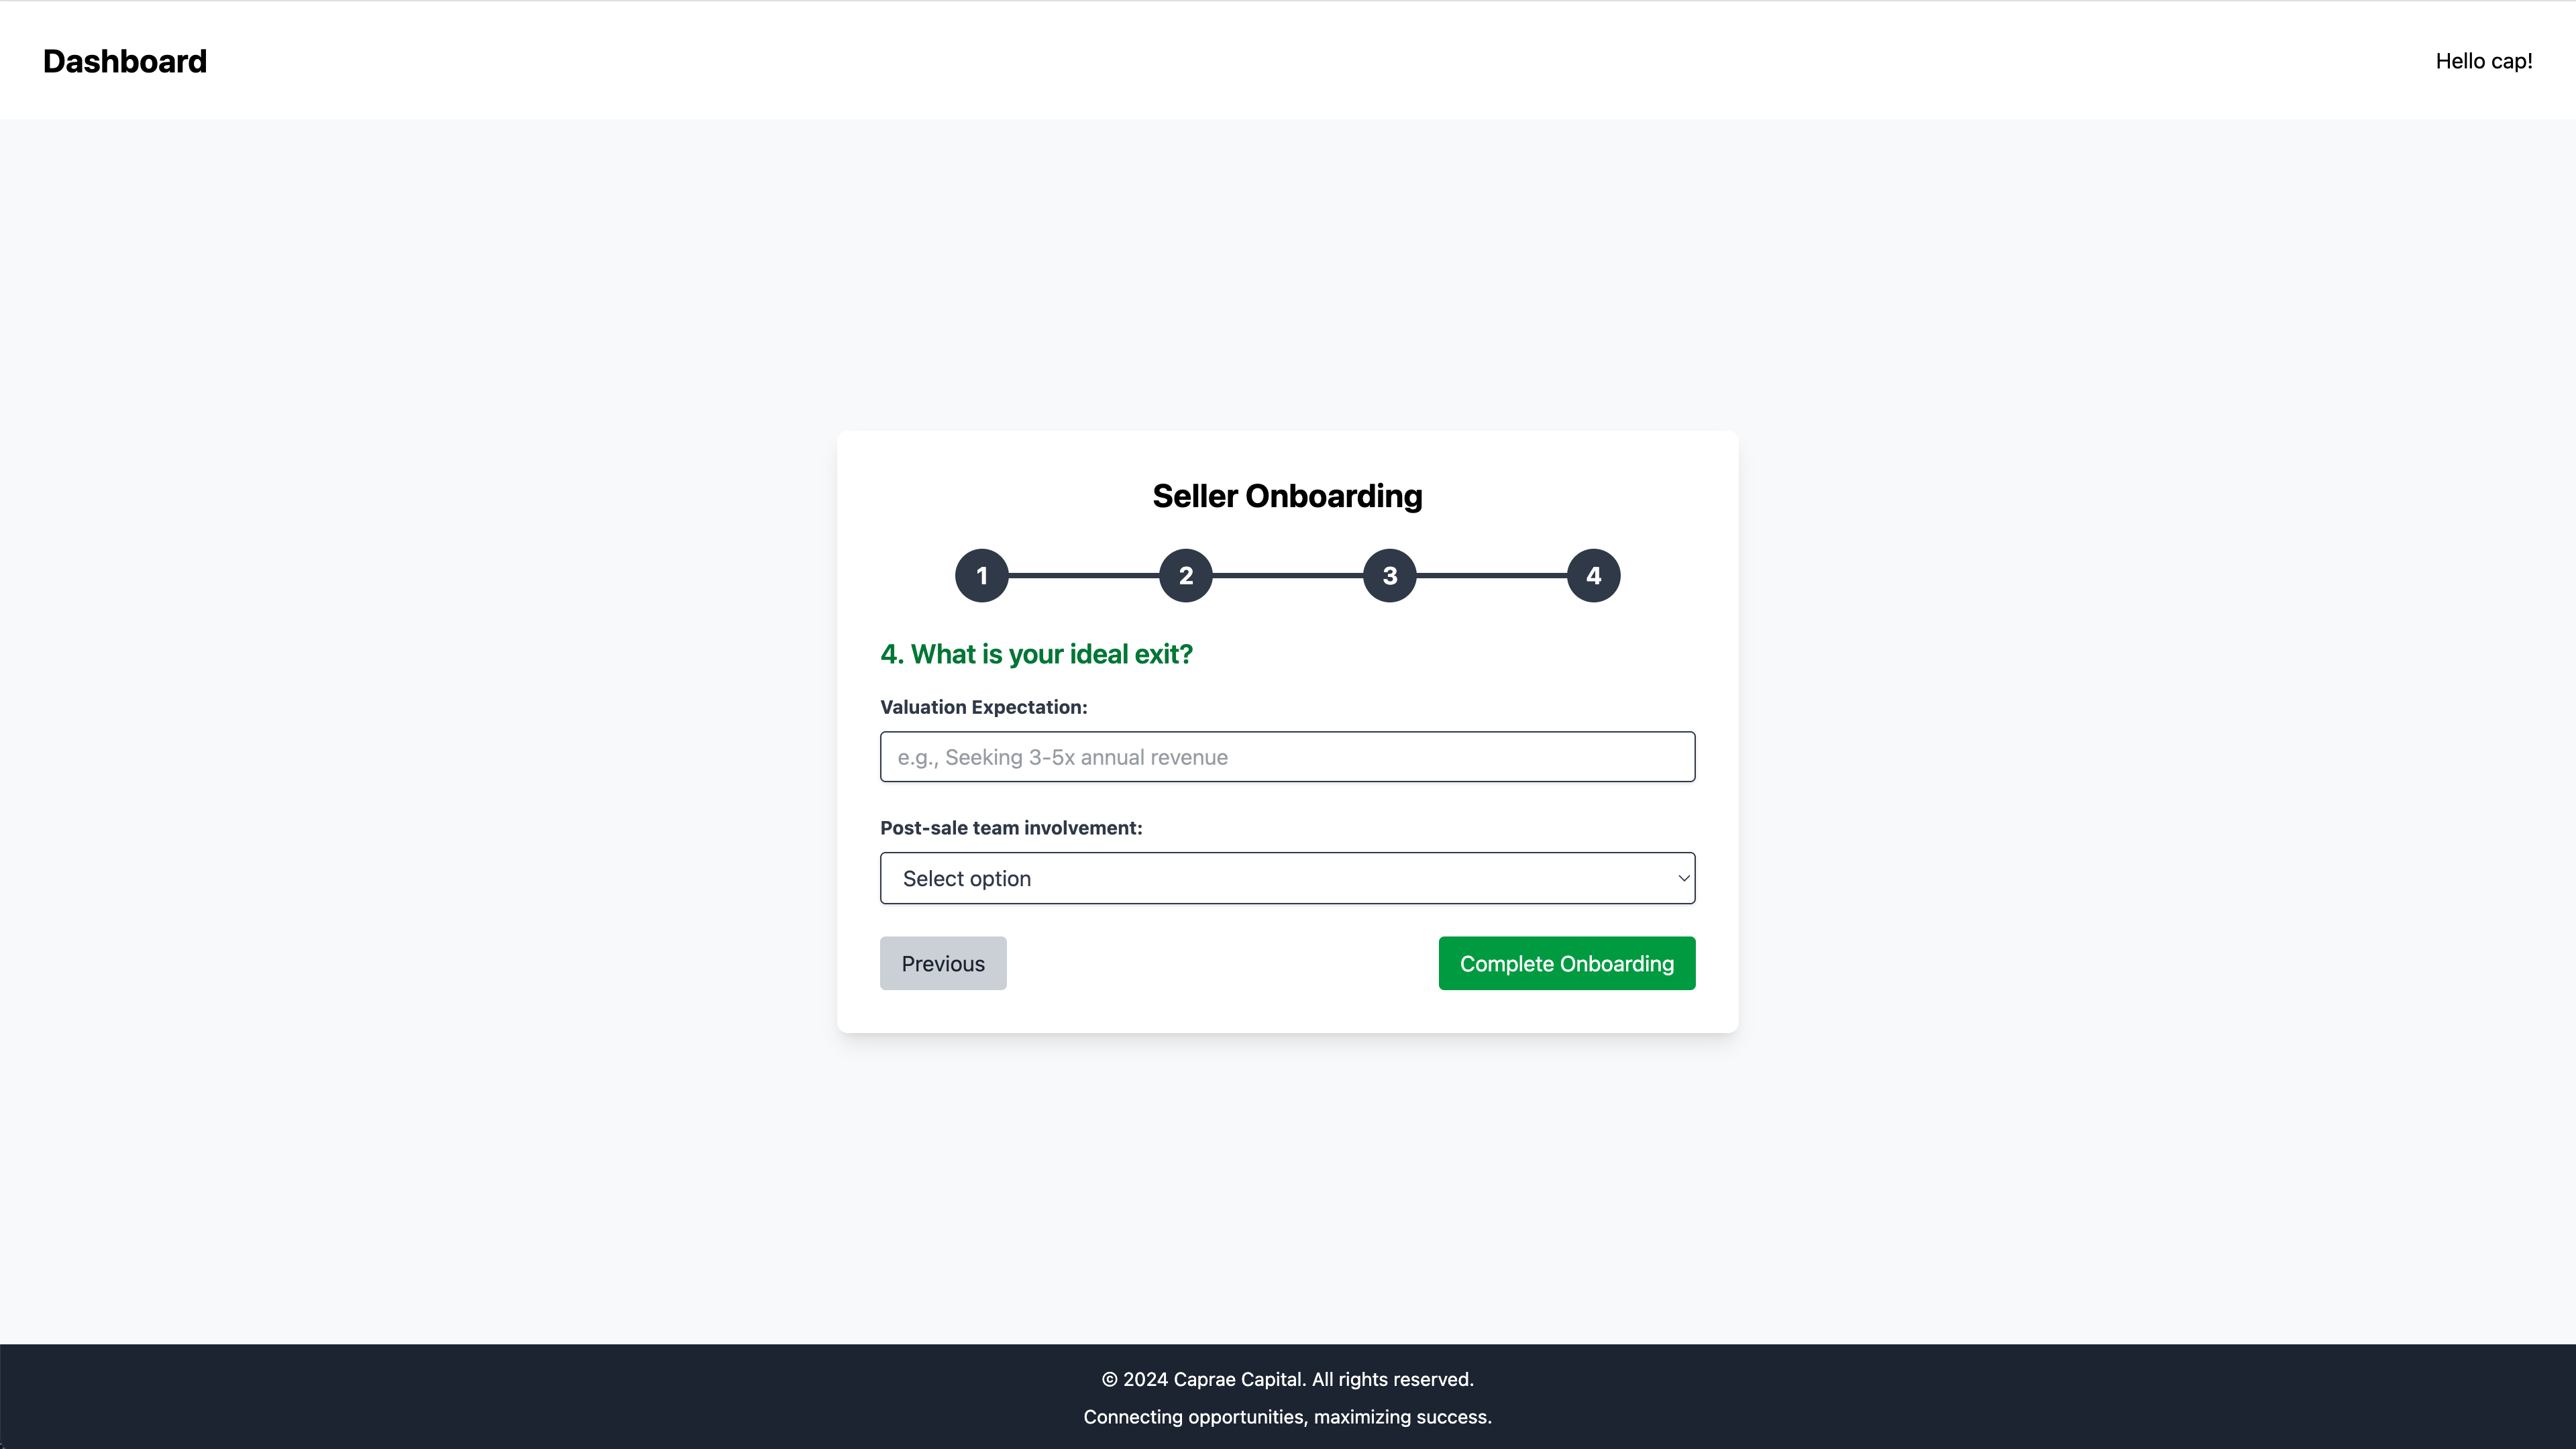 Dashboard
Hello cap!
Seller Onboarding
1 2 3 4
4. What is your ideal exit?
Valuation Expectation:
e.g., Seeking 3-5x annual revenue
Post-sale team involvement:
Select option
Previous
Complete Onboarding
© 2024 Caprae Capital. All rights reserved.
Connecting opportunities, maximizing success.